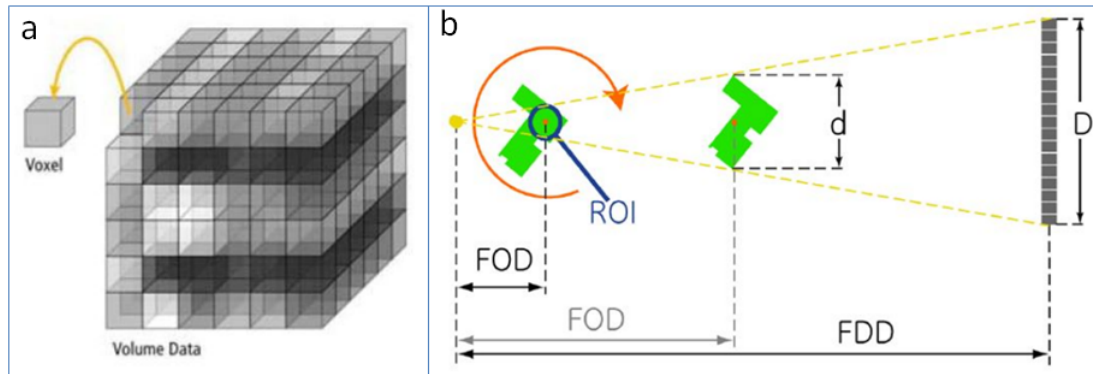 a
Voxel
Volume Data
b
d
D
ROI
FOD
FOD
FDD